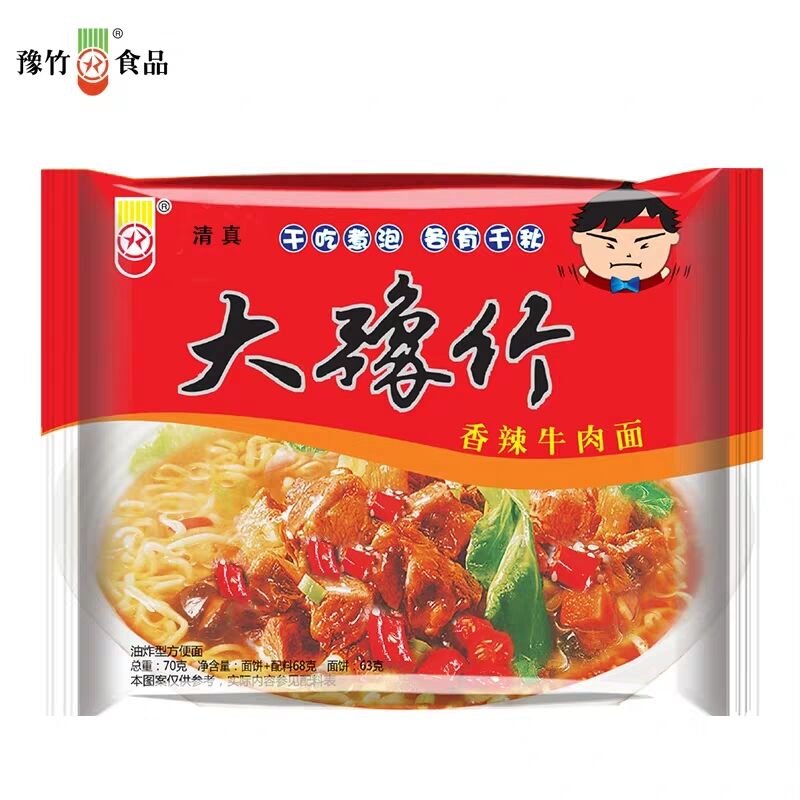 豫竹®食品
®
清真
干吃煮泡 各有千秋
大豫竹
香辣牛肉面
油炸型方便面
总重：70克 净含量：面饼+配料68克 面饼：63克
本图案仅供参考，实际内容参见配料表